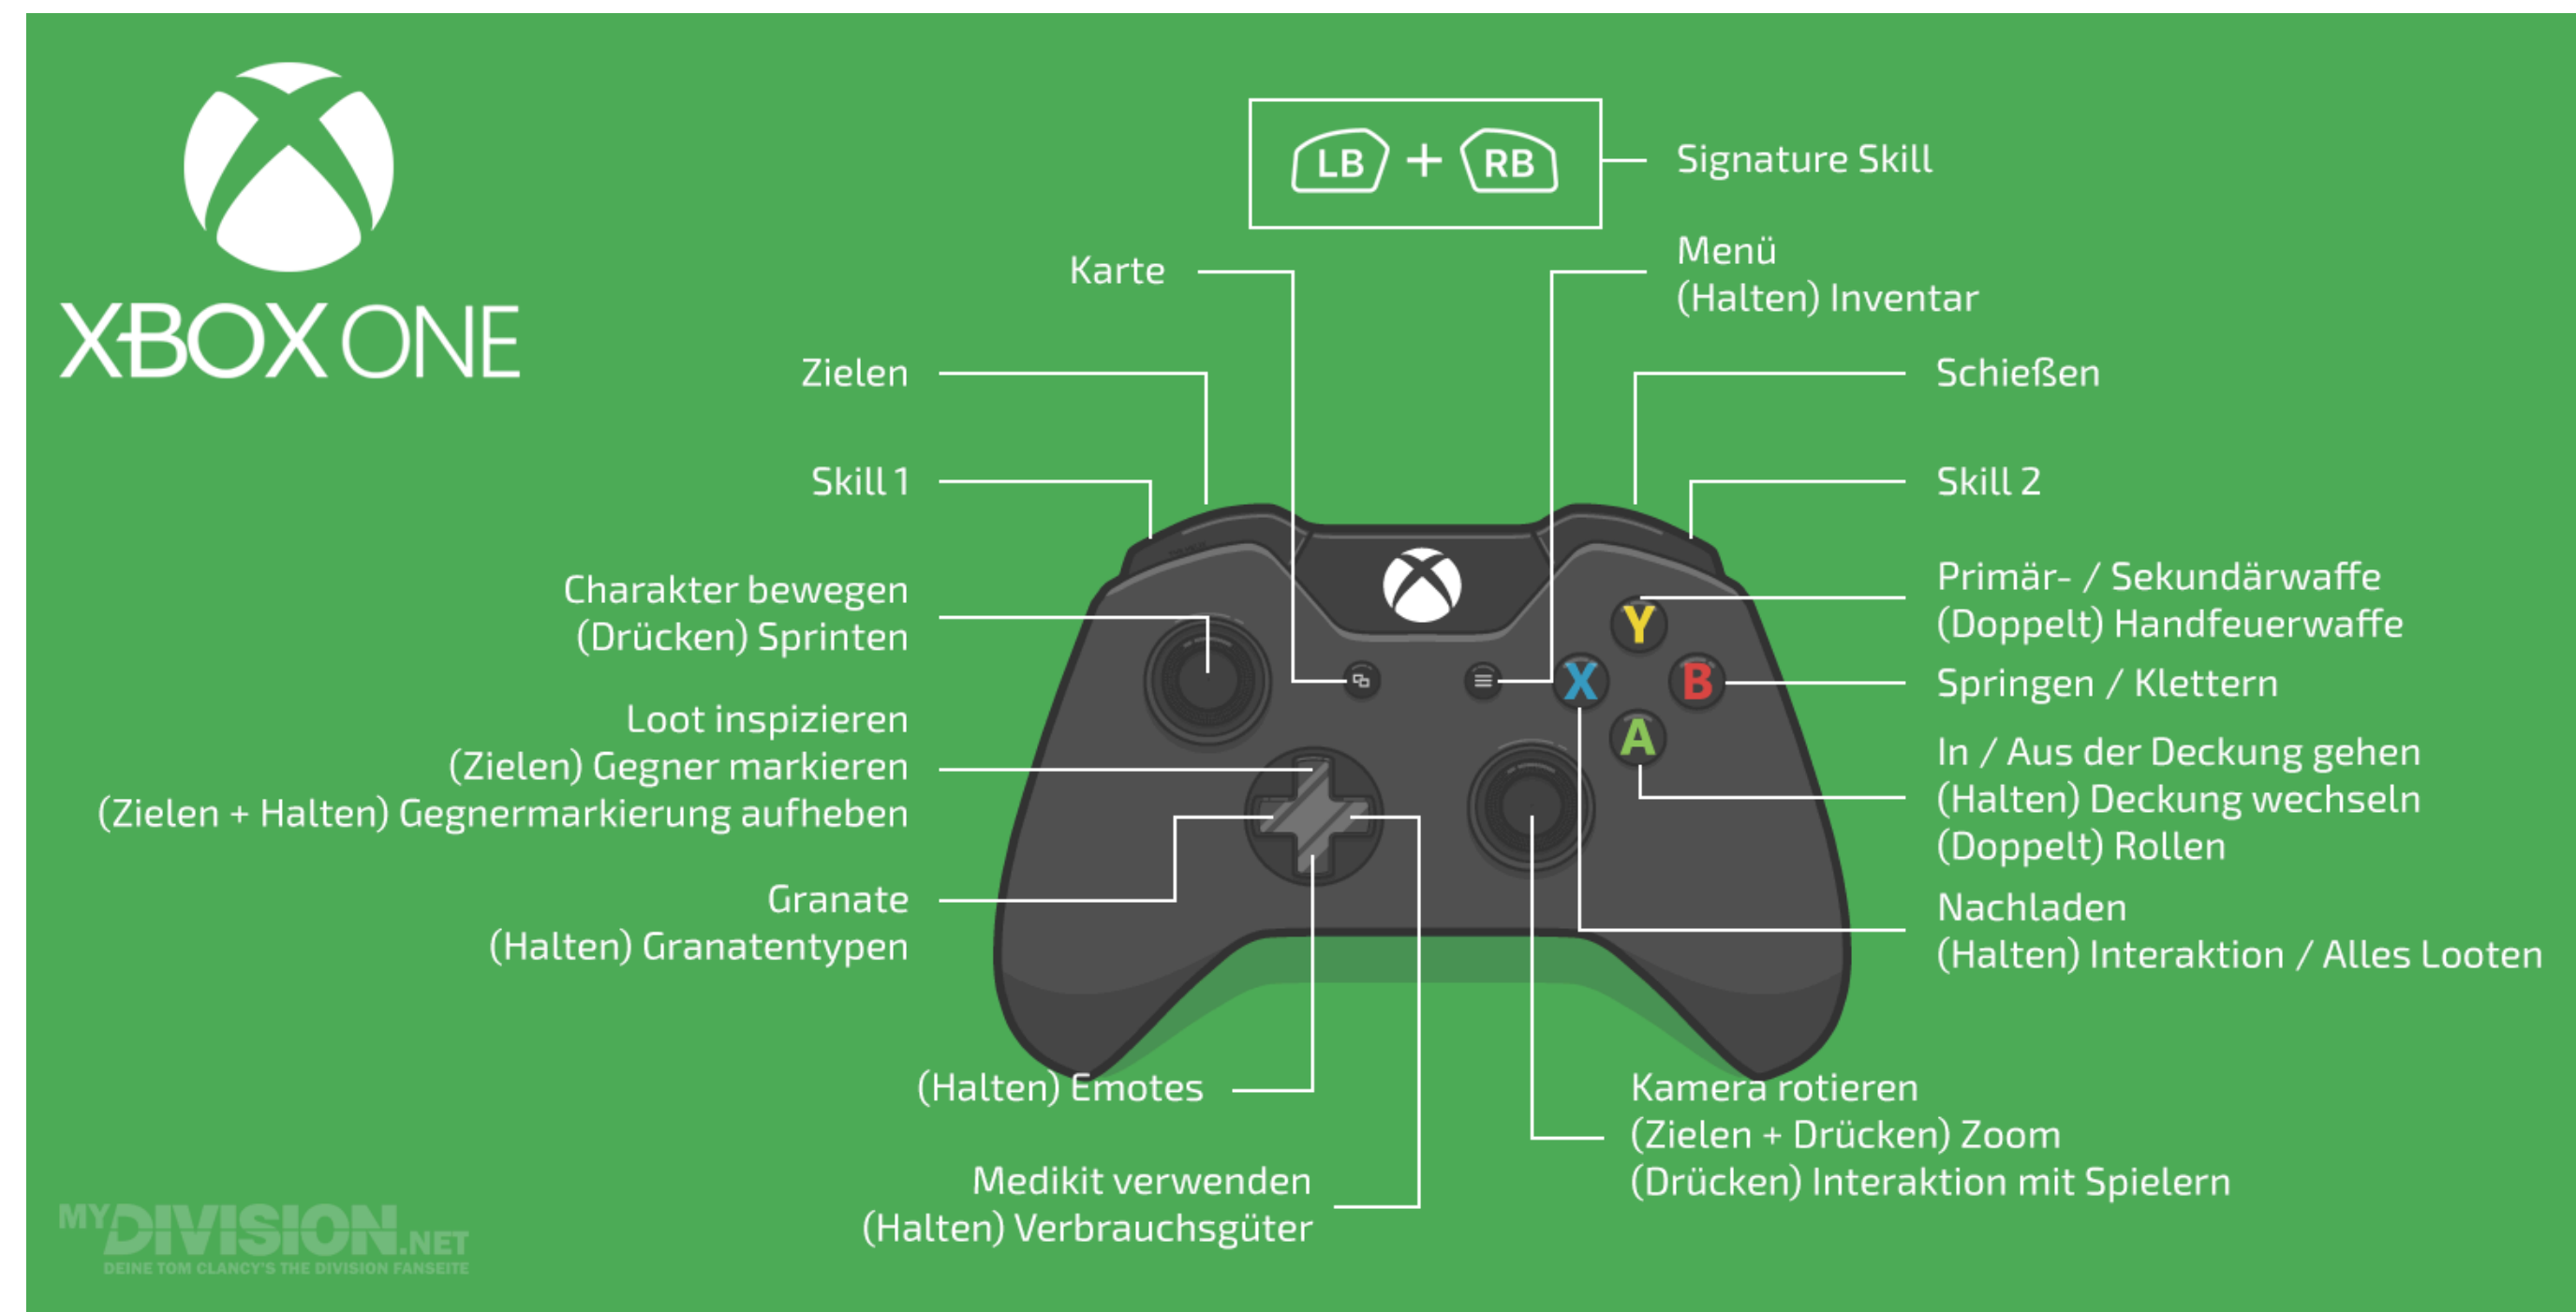 XBOX ONE
LB + RB
Signature Skill
Karte
Menü
(Halten) Inventar
Zielen
Schießen
Skill 1
Skill 2
Charakter bewegen
(Drücken) Sprinten
Primär- / Sekundärwaffe
(Doppelt) Handfeuerwaffe
Y
X
B
A
Springen / Klettern
Loot inspizieren
(Zielen) Gegner markieren
(Zielen + Halten) Gegnermarkierung aufheben
In / Aus der Deckung gehen
(Halten) Deckung wechseln
(Doppelt) Rollen
Granate
(Halten) Granatentypen
Nachladen
(Halten) Interaktion / Alles Looten
(Halten) Emotes
Kamera rotieren
(Zielen + Drücken) Zoom
(Drücken) Interaktion mit Spielern
Medikit verwenden
(Halten) Verbrauchsgüter
MYDIVISION.NET
DEINE TOM CLANCY'S THE DIVISION FANSEITE